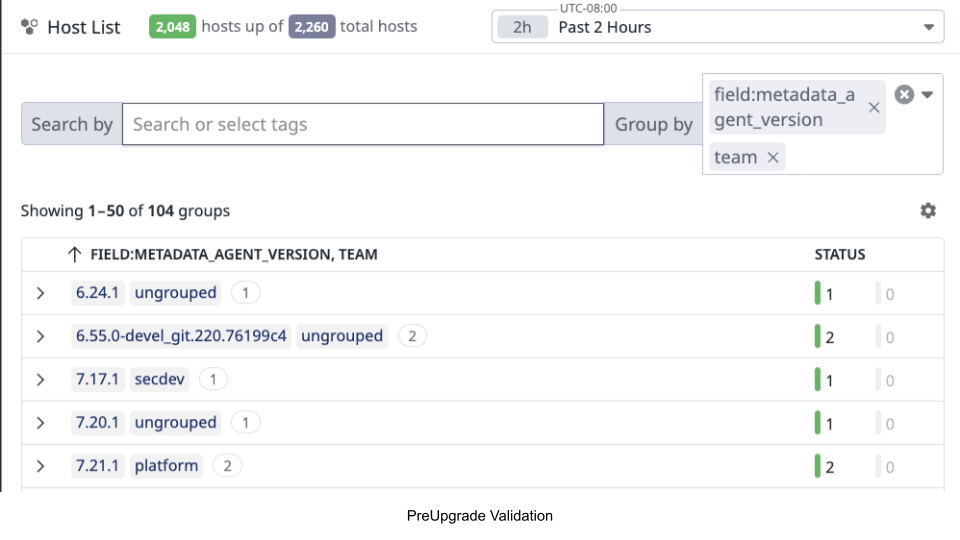 Host List 2,048 hosts up of 2,260 total hosts
UTC-08:00
2h Past 2 Hours
Search by Search or select tags Group by
field:metadata_a
gent_version
team
Showing 1–50 of 104 groups
FIELD:METADATA_AGENT_VERSION, TEAM STATUS
6.24.1 ungrouped 1 1 0
6.55.0-devel_git.220.76199c4 ungrouped 2 2 0
7.17.1 secdev 1 1 0
7.20.1 ungrouped 1 1 0
7.21.1 platform 2 2 0
PreUpgrade Validation